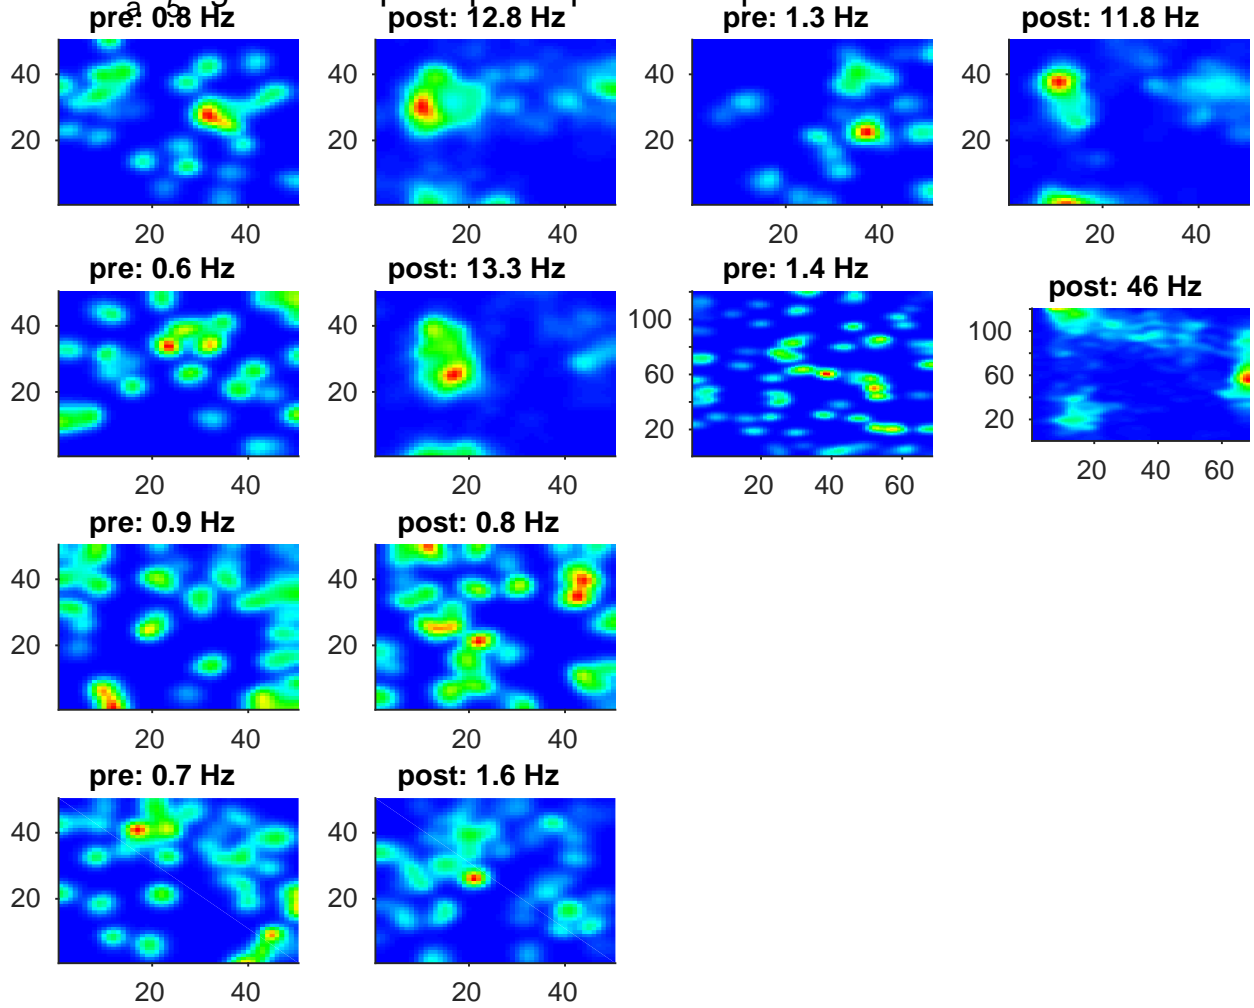 pre: 0.8 Hz post: 12.8 Hz pre: 1.3 Hz post: 11.8 Hz
40 40 40 40
20 20 20 20
20 40 20 40 20 40 20 40
pre: 0.6 Hz post: 13.3 Hz pre: 1.4 Hz post: 46 Hz
40 40 100 100
60 60
20 20 20 20
20 40 20 40 20 40 60 20 40 60
pre: 0.9 Hz post: 0.8 Hz
40 40
20 20
20 40 20 40
pre: 0.7 Hz post: 1.6 Hz
40 40
20 20
20 40 20 40